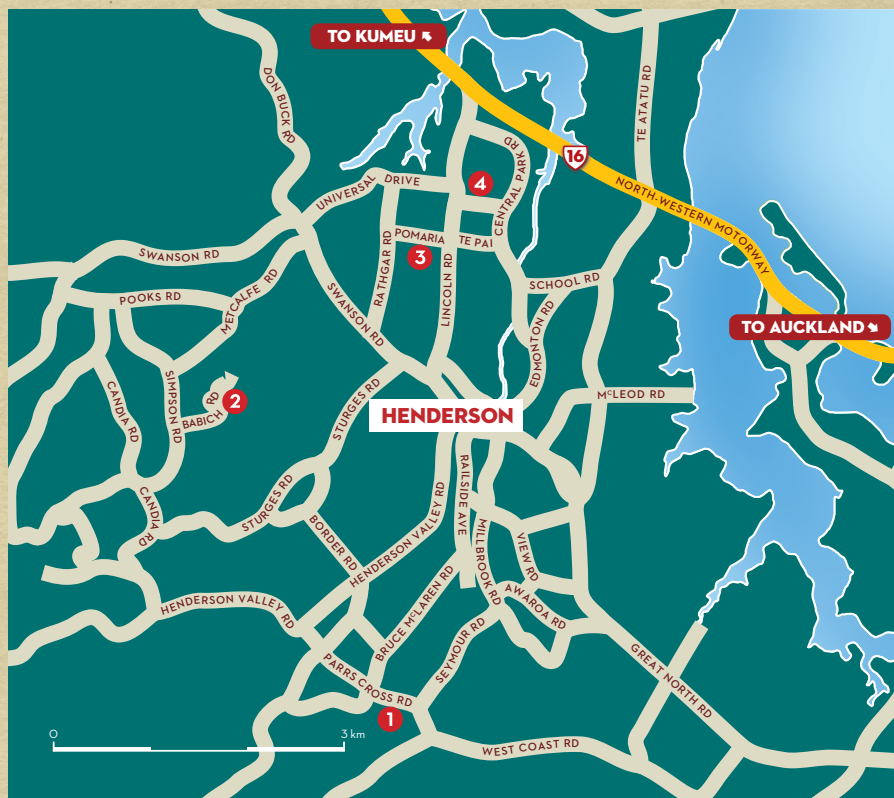 TO KUMEU
DON BUCK RD
TE ATATU RD
16
CENTRAL PARK RD
UNIVERSAL DRIVE
4
NORTH-WESTERN MOTORWAY
SWANSON RD
POMARIA
TE PAI
3
RATHGAR RD
LINCOLN RD
METCALFE RD
POOKS RD
SCHOOL RD
SWANSON RD
TO AUCKLAND
EDMONTON RD
CANDIA RD
SIMPSON RD
BABICH RD
2
STURGES RD
McLEOD RD
HENDERSON
CANDIA RD
STURGES RD
BORDER RD
HENDERSON VALLEY RD
RAILSIDE AVE
MILLBROOK RD
VIEW RD
AWAROA RD
HENDERSON VALLEY RD
BRUCE McLAREN RD
SEYMOUR RD
PARRS CROSS RD
1
GREAT NORTH RD
WEST COAST RD
0
3 km